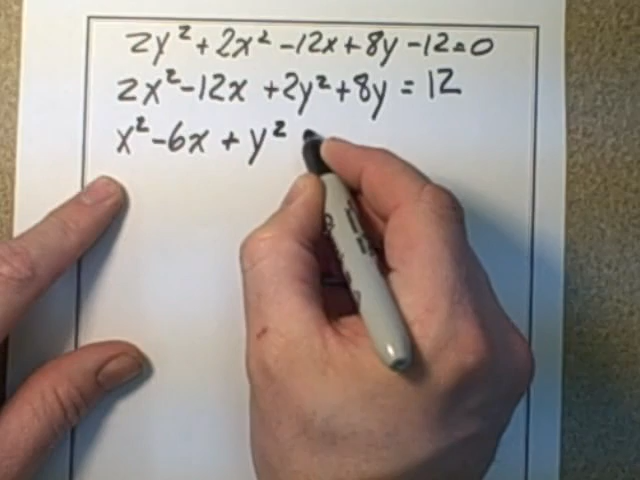 2y² + 2x² - 12x + 8y - 12 = 0
2x² - 12x + 2y² + 8y = 12
x² - 6x + y²